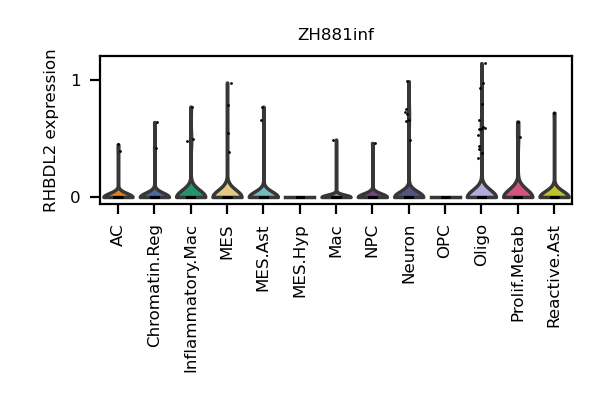 ZH881inf
RHBDL2 expression
1
0
AC
Chromatin.Reg
Inflammatory.Mac
MES
MES.Ast
MES.Hyp
Mac
NPC
Neuron
OPC
Oligo
Prolif.Metab
Reactive.Ast